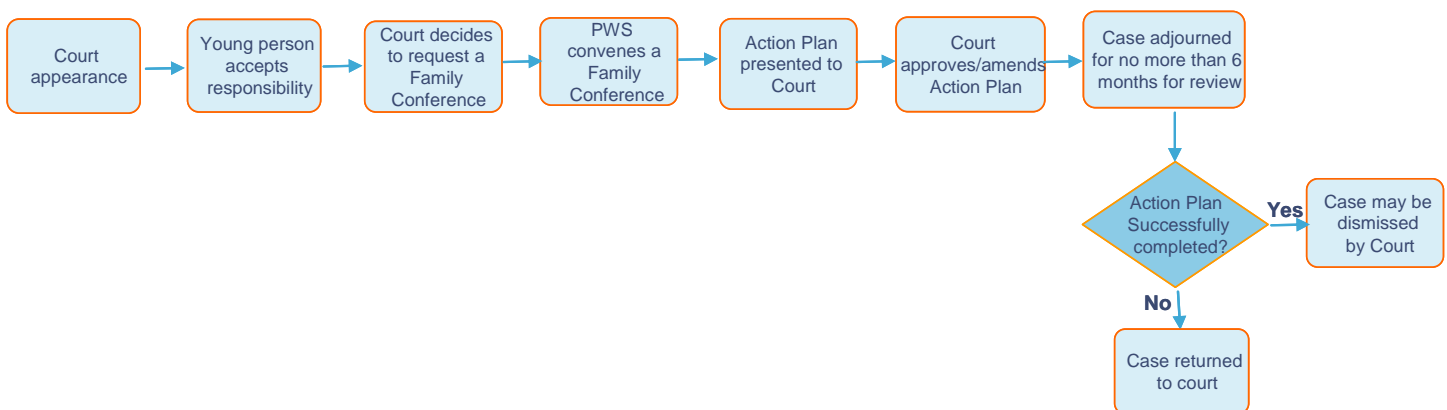 Court
appearance
Young person
accepts
responsibility
Court decides
to request a
Family
Conference
PWS
convenes a
Family
Conference
Action Plan
presented to
Court
Court
approves/amends
Action Plan
Case adjourned
for no more than 6
months for review
Action Plan
Successfully
completed?
Yes
Case may be
dismissed
by Court
No
Case returned
to court